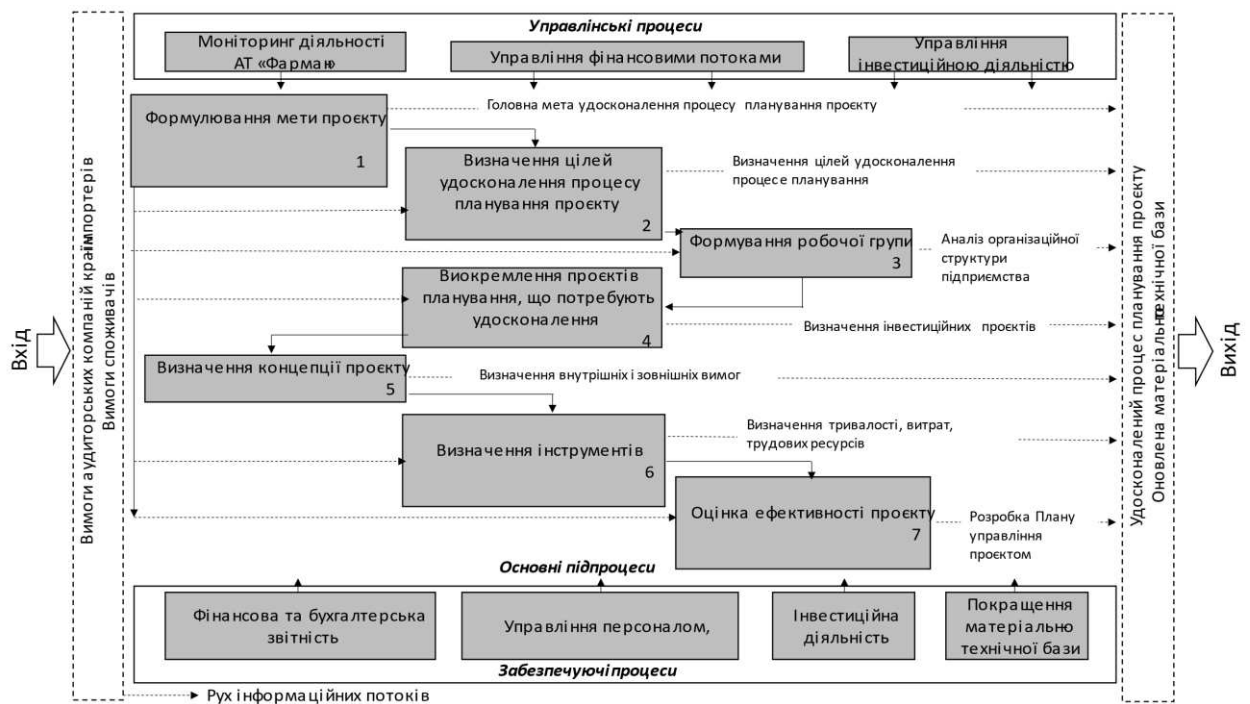 Управлінські процеси
Моніторинг діяльності
АТ «Фармак»
Управління фінансовими потоками
Управління
інвестиційною діяльністю
Головна мета удосконалення процесу планування проєкту
Формулювання мети проєкту
1
Визначення цілей
удосконалення процесу
планування проєкту
2
Визначення цілей удосконалення
процесе планування
Формування робочої групи
3
Аналіз організаційної
структури
підприємства
Виокремлення проєктів
планування, що потребують
удосконалення
4
Визначення інвестиційних проєктів
Визначення концепції проєкту
5
Визначення внутрішніх і зовнішніх вимог
Визначення інструментів
6
Визначення тривалості, витрат,
трудових ресурсів
Оцінка ефективності проєкту
7
Розробка Плану
управління
проєктом
Основні підпроцеси
Фінансова та бухгалтерська
звітність
Управління персоналом,
Інвестиційна
діяльність
Покращення
матеріально
технічної бази
Забезпечуючі процеси
Рух інформаційних потоків
Вхід
Вимоги аудиторських компаній країн-імпортерів
Вимоги споживачів
Удосконалений процес планування проєкту
Оновлена матеріально-технічної бази
Вихід